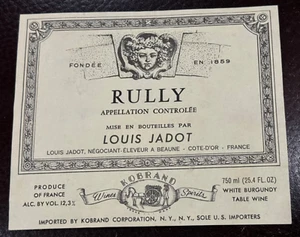 FONDÉE EN 1859
RULLY
APPELLATION CONTROLÉE
MISE EN BOUTEILLES PAR
LOUIS JADOT
LOUIS JADOT, NÉGOCIANT-ÉLEVEUR A BEAUNE - COTE-D'OR - FRANCE
KOBRAND
Wines Spirits
PRODUCE
OF FRANCE
ALC. BY VOL. 12,3%
750 ml (25.4 FL. OZ)
WHITE BURGUNDY
TABLE WINE
IMPORTED BY KOBRAND CORPORATION, N. Y., N. Y., SOLE U. S. IMPORTERS